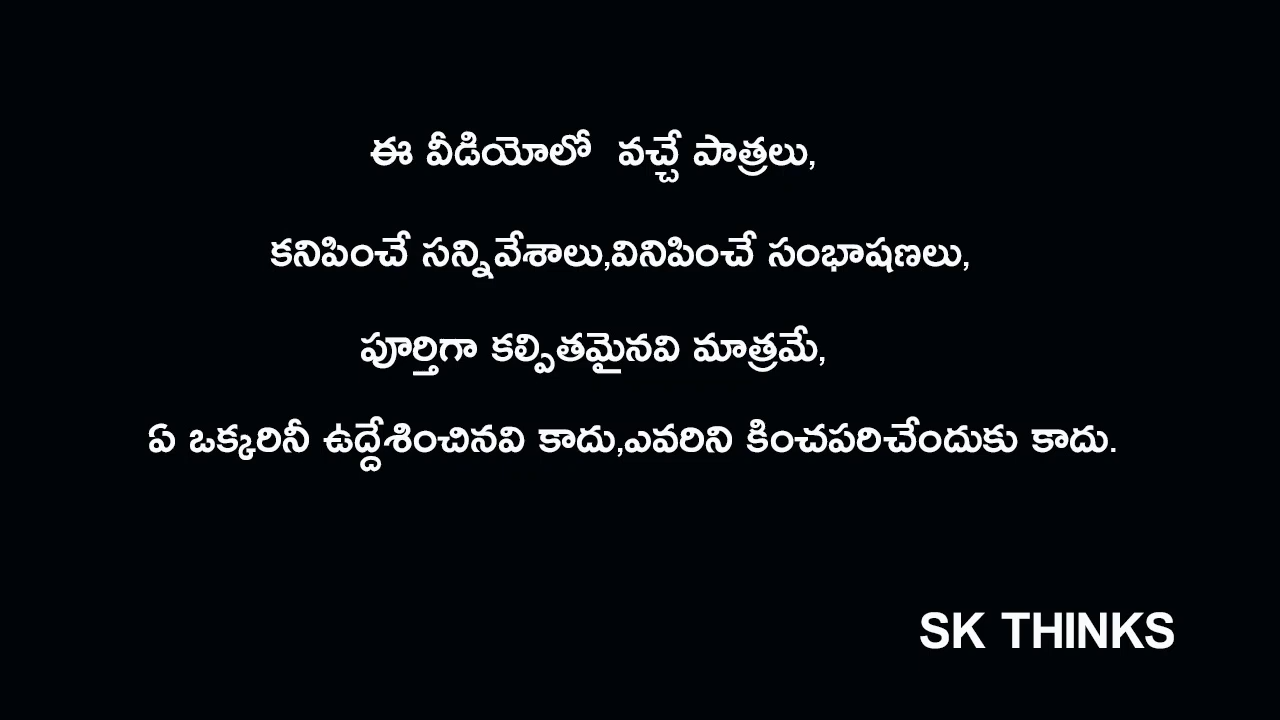 ఈ వీడియోలో వచ్చే పాత్రలు,
కనిపించే సన్నివేశాలు,వినిపించే సంభాషణలు,
పూర్తిగా కల్పితమైనవి మాత్రమే,
ఏ ఒక్కరినీ ఉద్దేశించినవి కాదు,ఎవరిని కించపరిచేందుకు కాదు.
SK THINKS